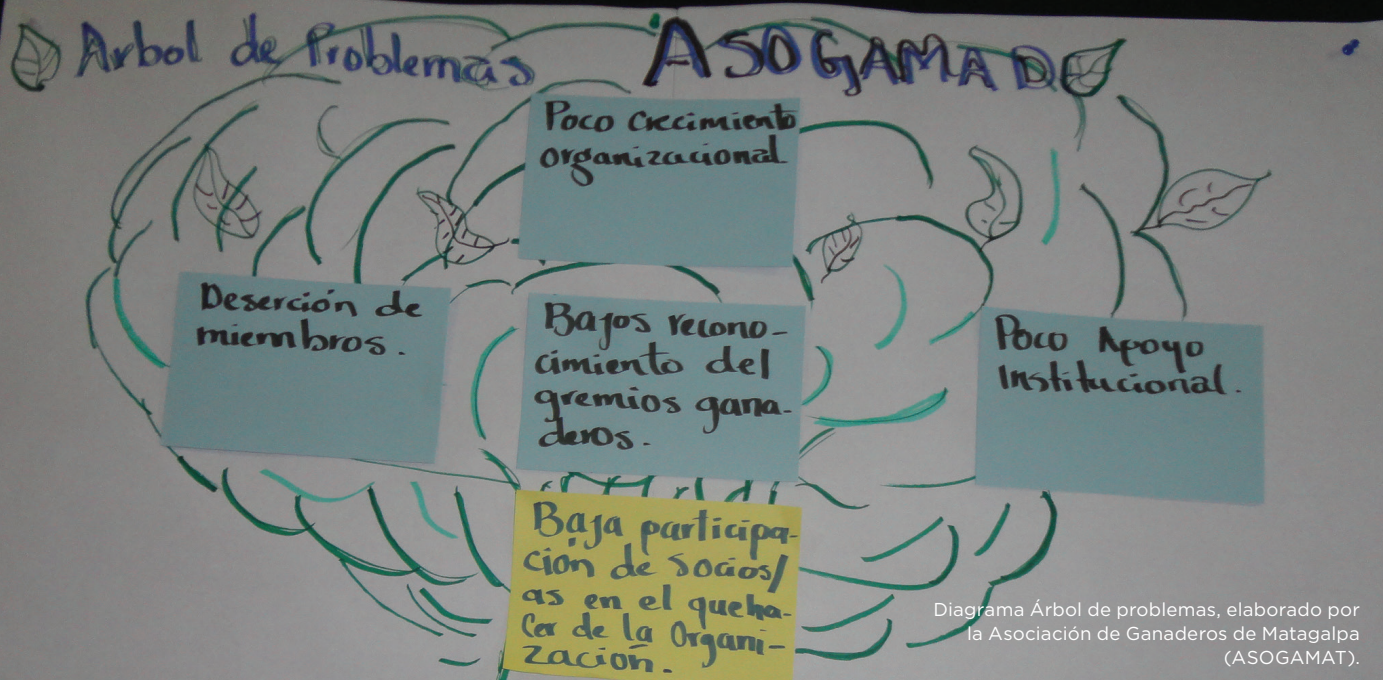 Arbol de Problemas ASOGAMAD
Poco Crecimiento
organizacional
Deserción de
miembros.
Bajos recono-
cimiento del
gremios gana-
deros.
Poco Apoyo
Institucional.
Baja participa-
ción de Socios/
as en el queha-
cer de la Organi-
zación.
Diagrama Árbol de problemas, elaborado por
la Asociación de Ganaderos de Matagalpa
(ASOGAMAT).